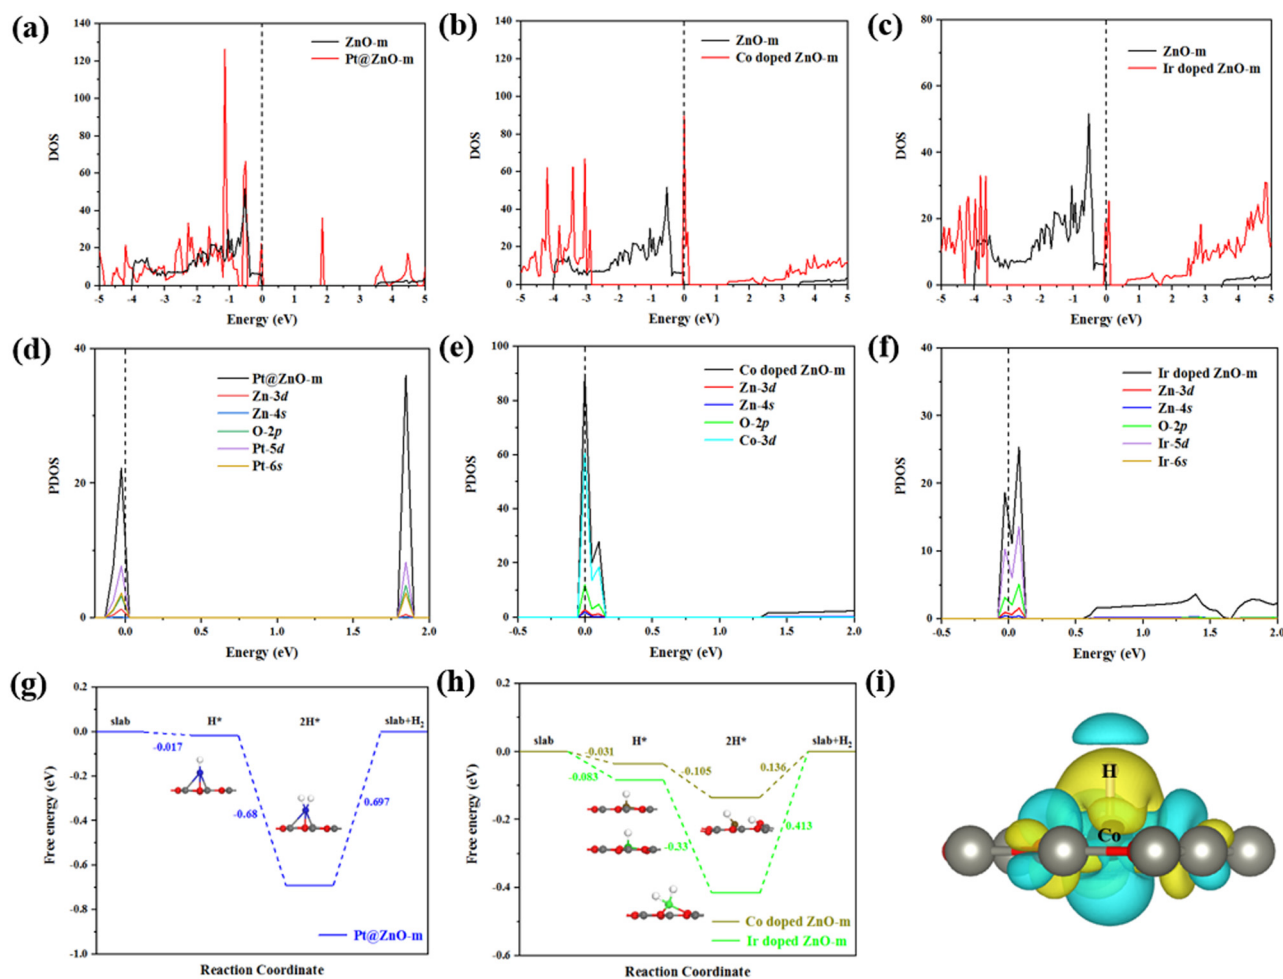 (a)
140
120
100
80
60
40
20
0
DOS
ZnO-m
Pt@ZnO-m
-5 -4 -3 -2 -1 0 1 2 3 4 5
Energy (eV)
(b)
140
120
100
80
60
40
20
0
DOS
ZnO-m
Co doped ZnO-m
-5 -4 -3 -2 -1 0 1 2 3 4 5
Energy (eV)
(c)
80
60
40
20
0
DOS
ZnO-m
Ir doped ZnO-m
-5 -4 -3 -2 -1 0 1 2 3 4 5
Energy (eV)
(d)
40
30
20
10
0
PDOS
Pt@ZnO-m
Zn-3d
Zn-4s
O-2p
Pt-5d
Pt-6s
0.0 0.5 1.0 1.5 2.0
Energy (eV)
(e)
100
80
60
40
20
0
PDOS
Co doped ZnO-m
Zn-3d
Zn-4s
O-2p
Co-3d
-0.5 0.0 0.5 1.0 1.5 2.0
Energy (eV)
(f)
40
30
20
10
0
PDOS
Ir doped ZnO-m
Zn-3d
Zn-4s
O-2p
Ir-5d
Ir-6s
-0.5 0.0 0.5 1.0 1.5 2.0
Energy (eV)
(g)
0.2
0.0
-0.2
-0.4
-0.6
-0.8
-1.0
Free energy (eV)
slab
H*
2H*
slab+H₂
-0.017
-0.68
0.697
Pt@ZnO-m
Reaction Coordinate
(h)
0.2
0.0
-0.2
-0.4
-0.6
Free energy (eV)
slab
H*
2H*
slab+H₂
-0.031
-0.083
-0.105
0.136
-0.33
0.413
Co doped ZnO-m
Ir doped ZnO-m
Reaction Coordinate
(i)
H
Co